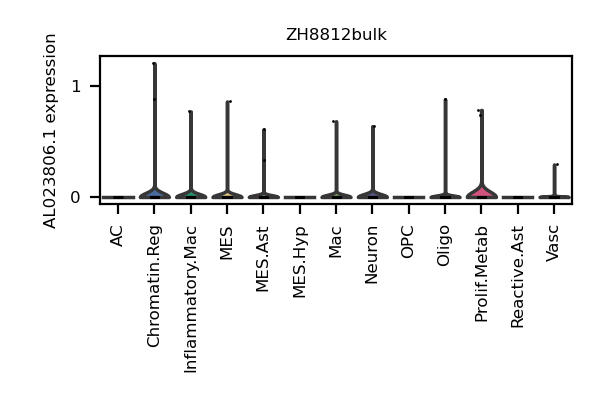 ZH8812bulk
AL023806.1 expression
1
0
AC
Chromatin.Reg
Inflammatory.Mac
MES
MES.Ast
MES.Hyp
Mac
Neuron
OPC
Oligo
Prolif.Metab
Reactive.Ast
Vasc